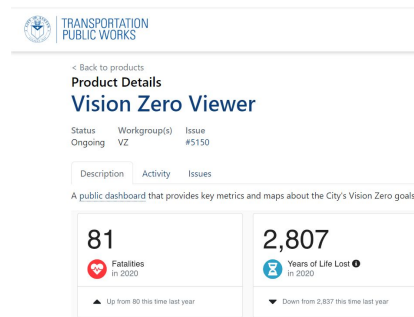 TRANSPORTATION
PUBLIC WORKS
< Back to products
Product Details
Vision Zero Viewer
Status Workgroup(s) Issue
Ongoing VZ #5150
Description Activity Issues
A public dashboard that provides key metrics and maps about the City's Vision Zero goals
81 2,807
Fatalities Years of Life Lost
in 2020 in 2020
Up from 80 this time last year Down from 2,837 this time last year